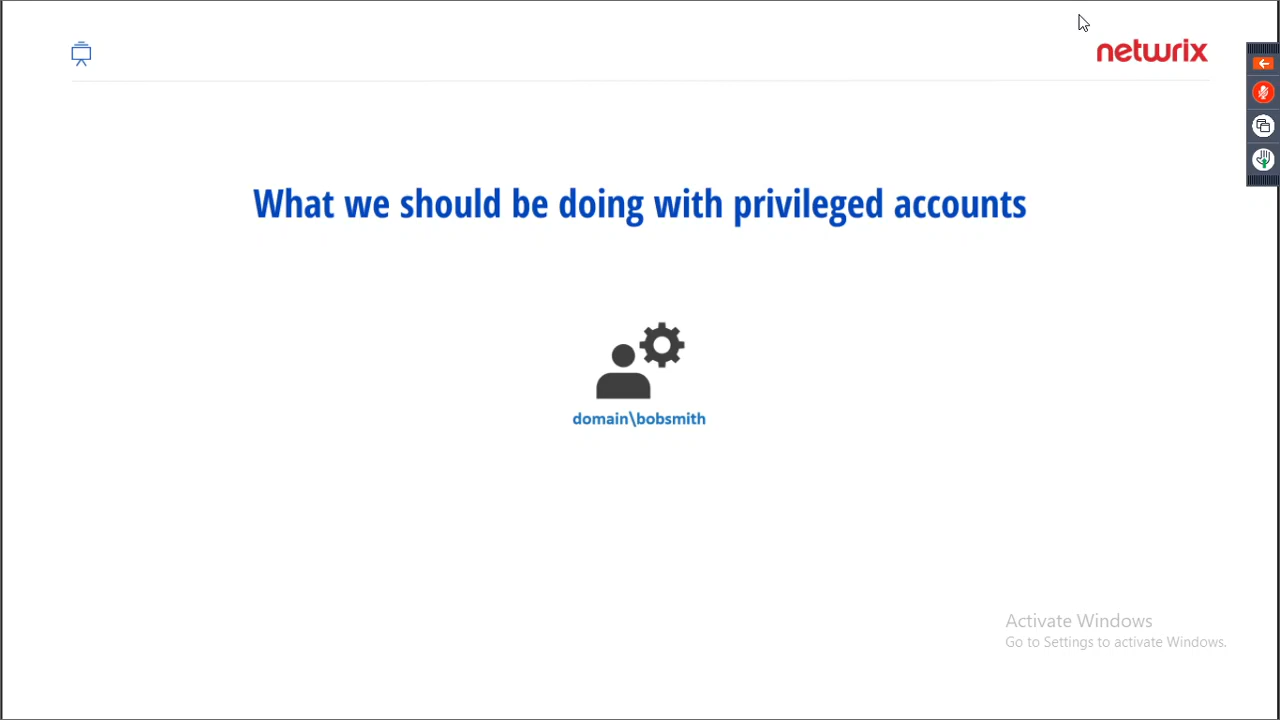 netwrix
What we should be doing with privileged accounts
domain\bobsmith
Activate Windows
Go to Settings to activate Windows.